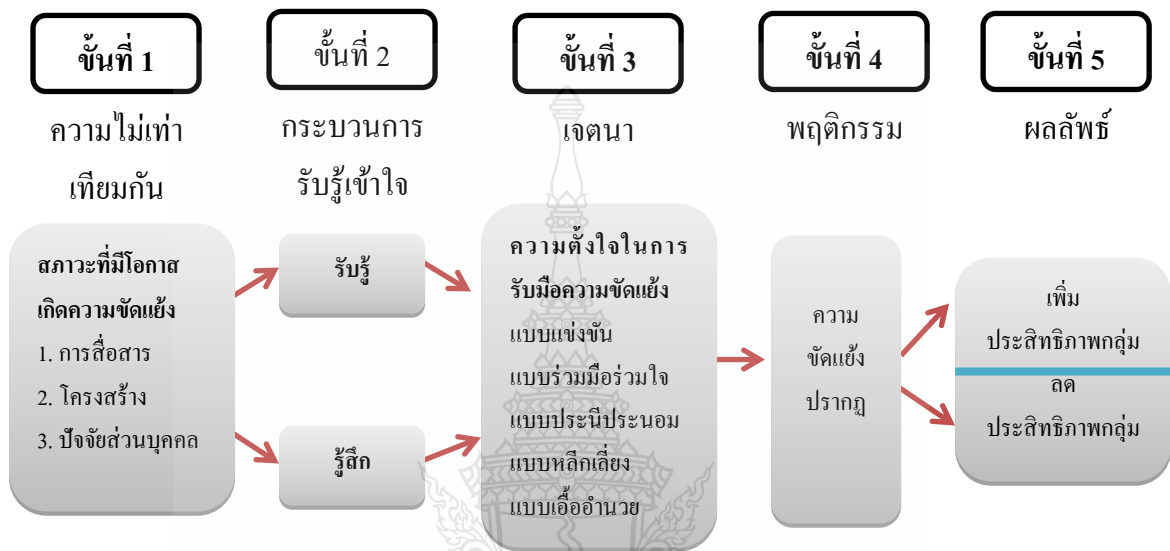 ขั้นที่ 1
ขั้นที่ 2
ขั้นที่ 3
ขั้นที่ 4
ขั้นที่ 5
ความไม่เท่า
เทียมกัน
กระบวนการ
รับรู้เข้าใจ
เจตนา
พฤติกรรม
ผลลัพธ์
สภาวะที่มีโอกาส
เกิดความขัดแย้ง
1. การสื่อสาร
2. โครงสร้าง
3. ปัจจัยส่วนบุคคล
รับรู้
รู้สึก
ความตั้งใจในการ
รับมือความขัดแย้ง
แบบแข่งขัน
แบบร่วมมือร่วมใจ
แบบประนีประนอม
แบบหลีกเลี่ยง
แบบเอื้ออำนวย
ความ
ขัดแย้ง
ปรากฏ
เพิ่ม
ประสิทธิภาพกลุ่ม
ลด
ประสิทธิภาพกลุ่ม